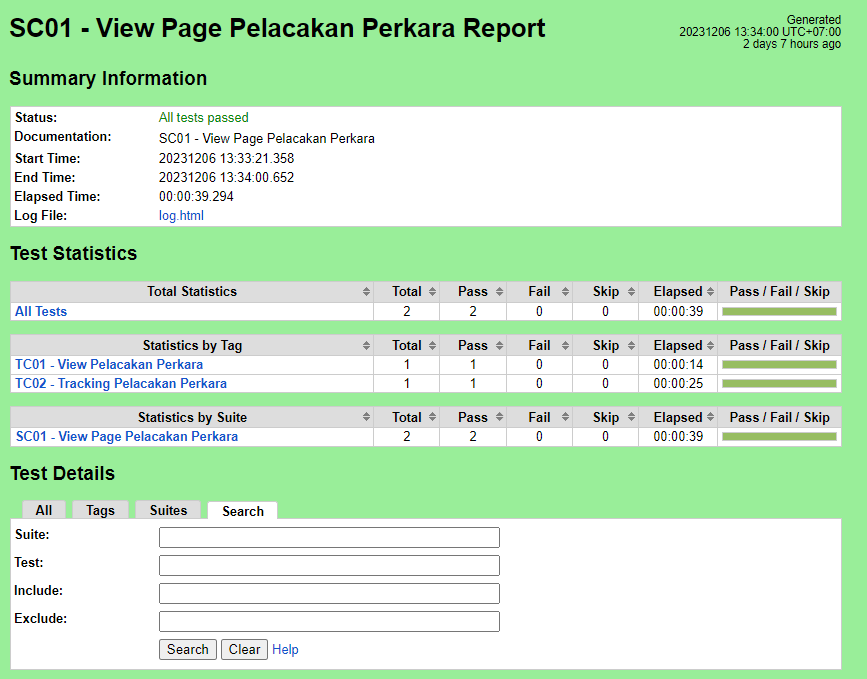 SC01 - View Page Pelacakan Perkara Report
Generated
20231206 13:34:00 UTC+07:00
2 days 7 hours ago
Summary Information
Status: All tests passed
Documentation: SC01 - View Page Pelacakan Perkara
Start Time: 20231206 13:33:21.358
End Time: 20231206 13:34:00.652
Elapsed Time: 00:00:39.294
Log File: log.html
Test Statistics
Total Statistics Total Pass Fail Skip Elapsed Pass / Fail / Skip
All Tests 2 2 0 0 00:00:39
Statistics by Tag Total Pass Fail Skip Elapsed Pass / Fail / Skip
TC01 - View Pelacakan Perkara 1 1 0 0 00:00:14
TC02 - Tracking Pelacakan Perkara 1 1 0 0 00:00:25
Statistics by Suite Total Pass Fail Skip Elapsed Pass / Fail / Skip
SC01 - View Page Pelacakan Perkara 2 2 0 0 00:00:39
Test Details
All Tags Suites Search
Suite:
Test:
Include:
Exclude:
Search Clear Help